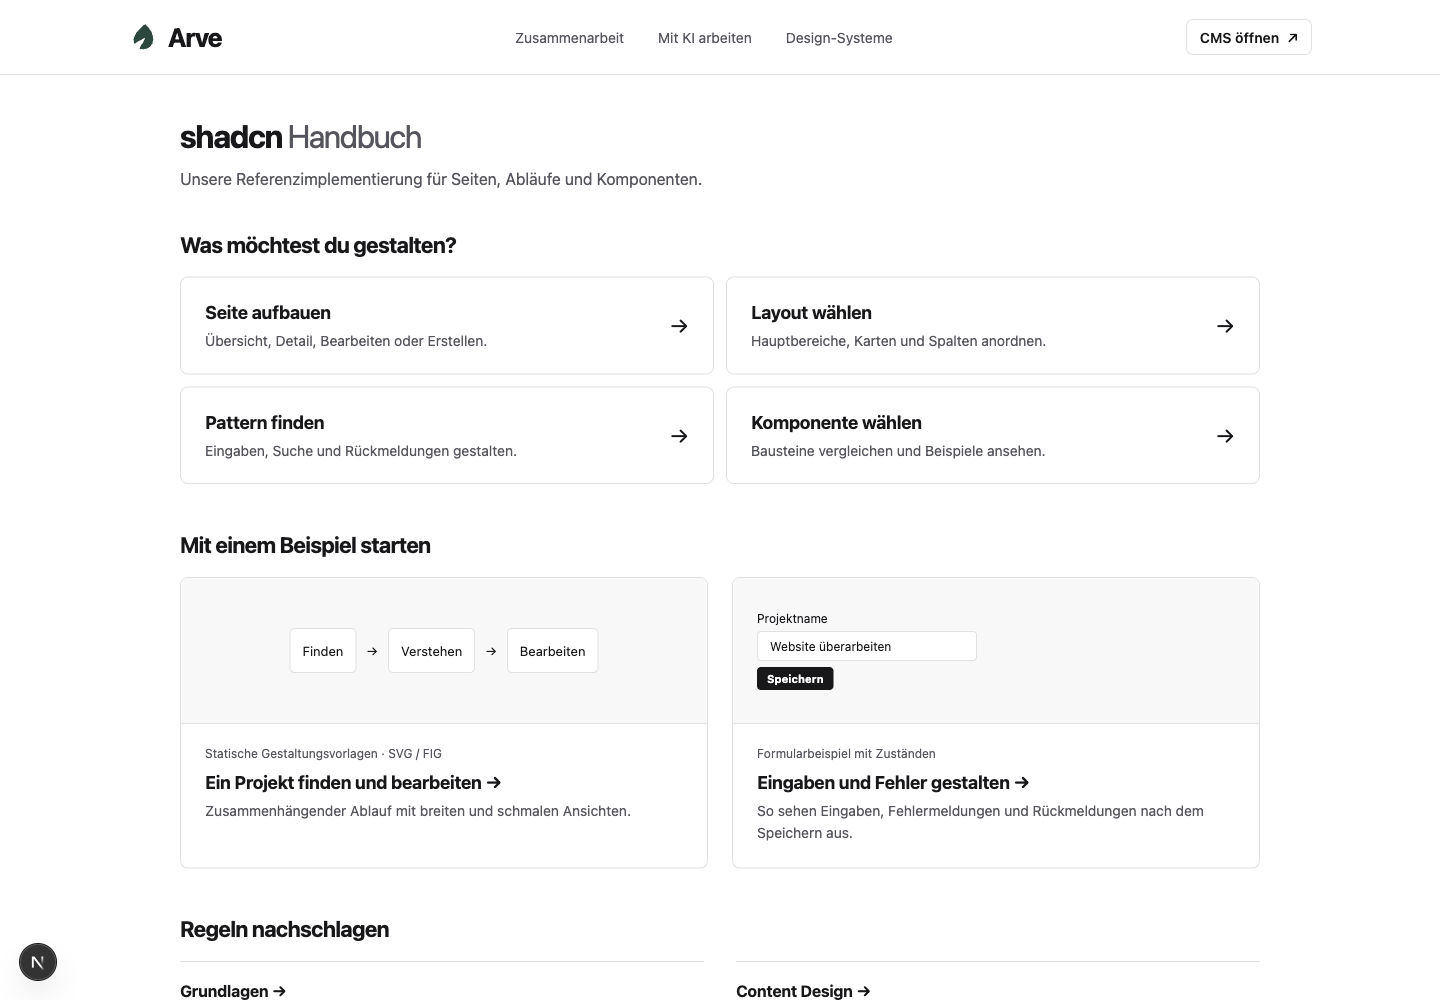 Arve
Zusammenarbeit
Mit KI arbeiten
Design-Systeme
CMS öffnen ↗
shadcn Handbuch
Unsere Referenzimplementierung für Seiten, Abläufe und Komponenten.
Was möchtest du gestalten?
Seite aufbauen
Übersicht, Detail, Bearbeiten oder Erstellen.
→
Layout wählen
Hauptbereiche, Karten und Spalten anordnen.
→
Pattern finden
Eingaben, Suche und Rückmeldungen gestalten.
→
Komponente wählen
Bausteine vergleichen und Beispiele ansehen.
→
Mit einem Beispiel starten
Finden → Verstehen → Bearbeiten
Statische Gestaltungsvorlagen · SVG / FIG
Ein Projekt finden und bearbeiten →
Zusammenhängender Ablauf mit breiten und schmalen Ansichten.
Projektname
Website überarbeiten
Speichern
Formularbeispiel mit Zuständen
Eingaben und Fehler gestalten →
So sehen Eingaben, Fehlermeldungen und Rückmeldungen nach dem
Speichern aus.
Regeln nachschlagen
Grundlagen →
Content Design →
N